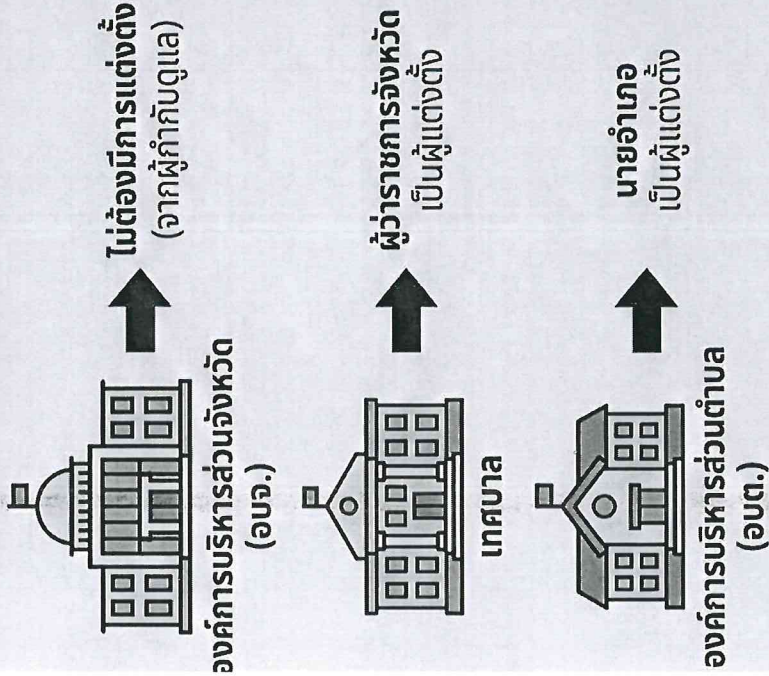 องค์การบริหารส่วนจังหวัด
(อบจ.)
ไม่ต้องมีการแต่งตั้ง
(จากผู้กำกับดูแล)
เทศบาล
ผู้ว่าราชการจังหวัด
เป็นผู้แต่งตั้ง
องค์การบริหารส่วนตำบล
(อบต.)
นายอำเภอ
เป็นผู้แต่งตั้ง